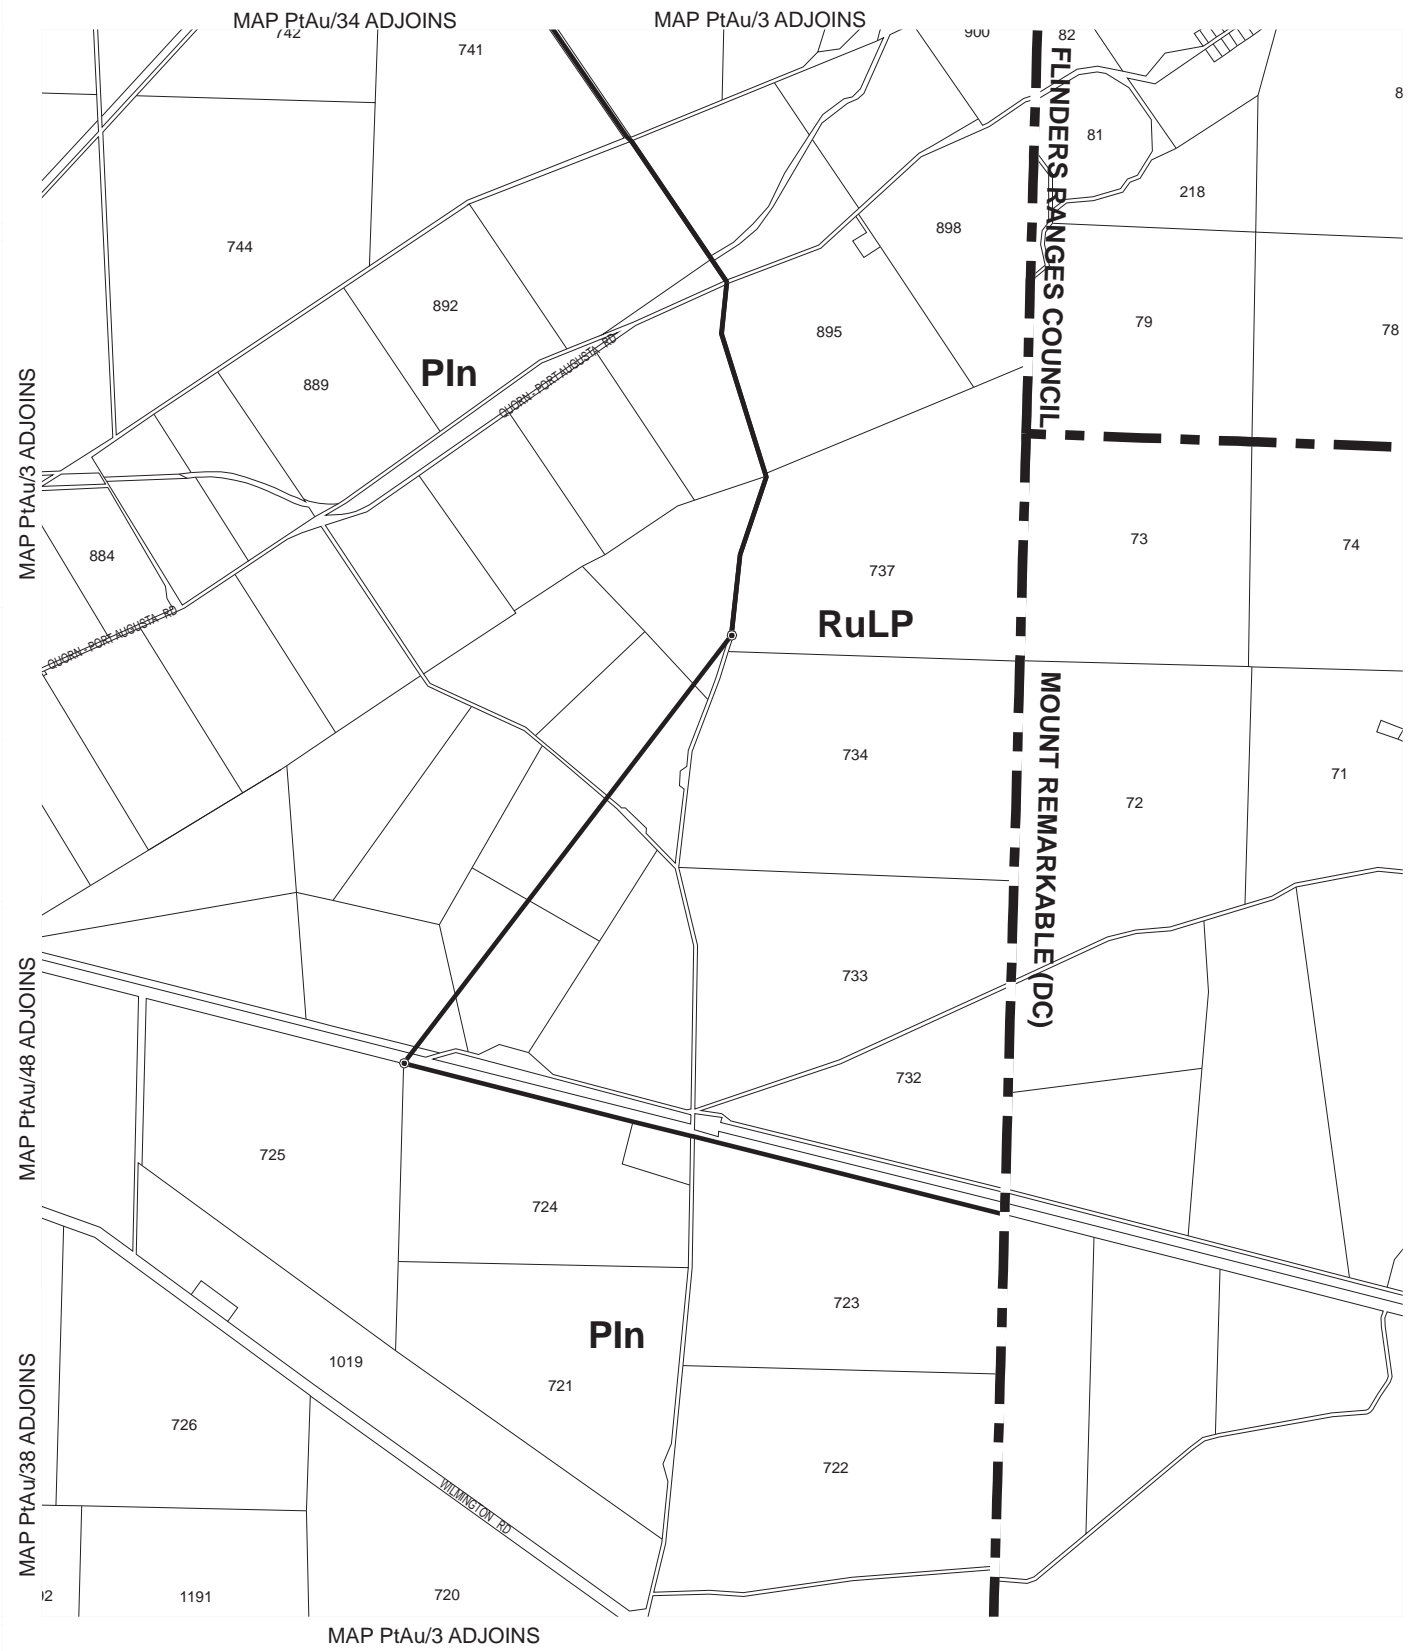 MAP PtAu/34 ADJOINS
MAP PtAu/3 ADJOINS
742
741
900
82
81
218
744
898
892
895
79
78
889
Pln
QUORN - PORT AUGUSTA RD
FLINDERS RANGES COUNCIL
MAP PtAu/3 ADJOINS
884
737
73
74
QUORN - PORT AUGUSTA RD
RuLP
734
72
71
MOUNT REMARKABLE (DC)
733
MAP PtAu/48 ADJOINS
732
725
724
723
Pln
1019
721
MAP PtAu/38 ADJOINS
726
722
WILMINGTON RD
1191
720
MAP PtAu/3 ADJOINS